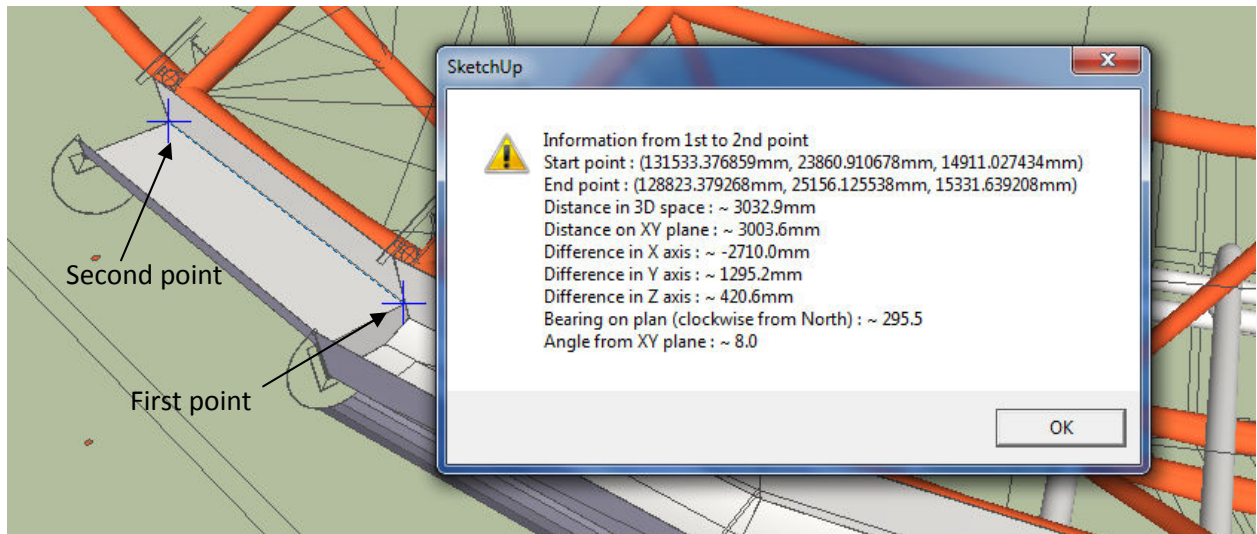 SketchUp
Information from 1st to 2nd point
Start point : (131533.376859mm, 23860.910678mm, 14911.027434mm)
End point : (128823.379268mm, 25156.125538mm, 15331.639208mm)
Distance in 3D space : ~ 3032.9mm
Distance on XY plane : ~ 3003.6mm
Difference in X axis : ~ -2710.0mm
Difference in Y axis : ~ 1295.2mm
Difference in Z axis : ~ 420.6mm
Bearing on plan (clockwise from North) : ~ 295.5
Angle from XY plane : ~ 8.0
OK
Second point
First point